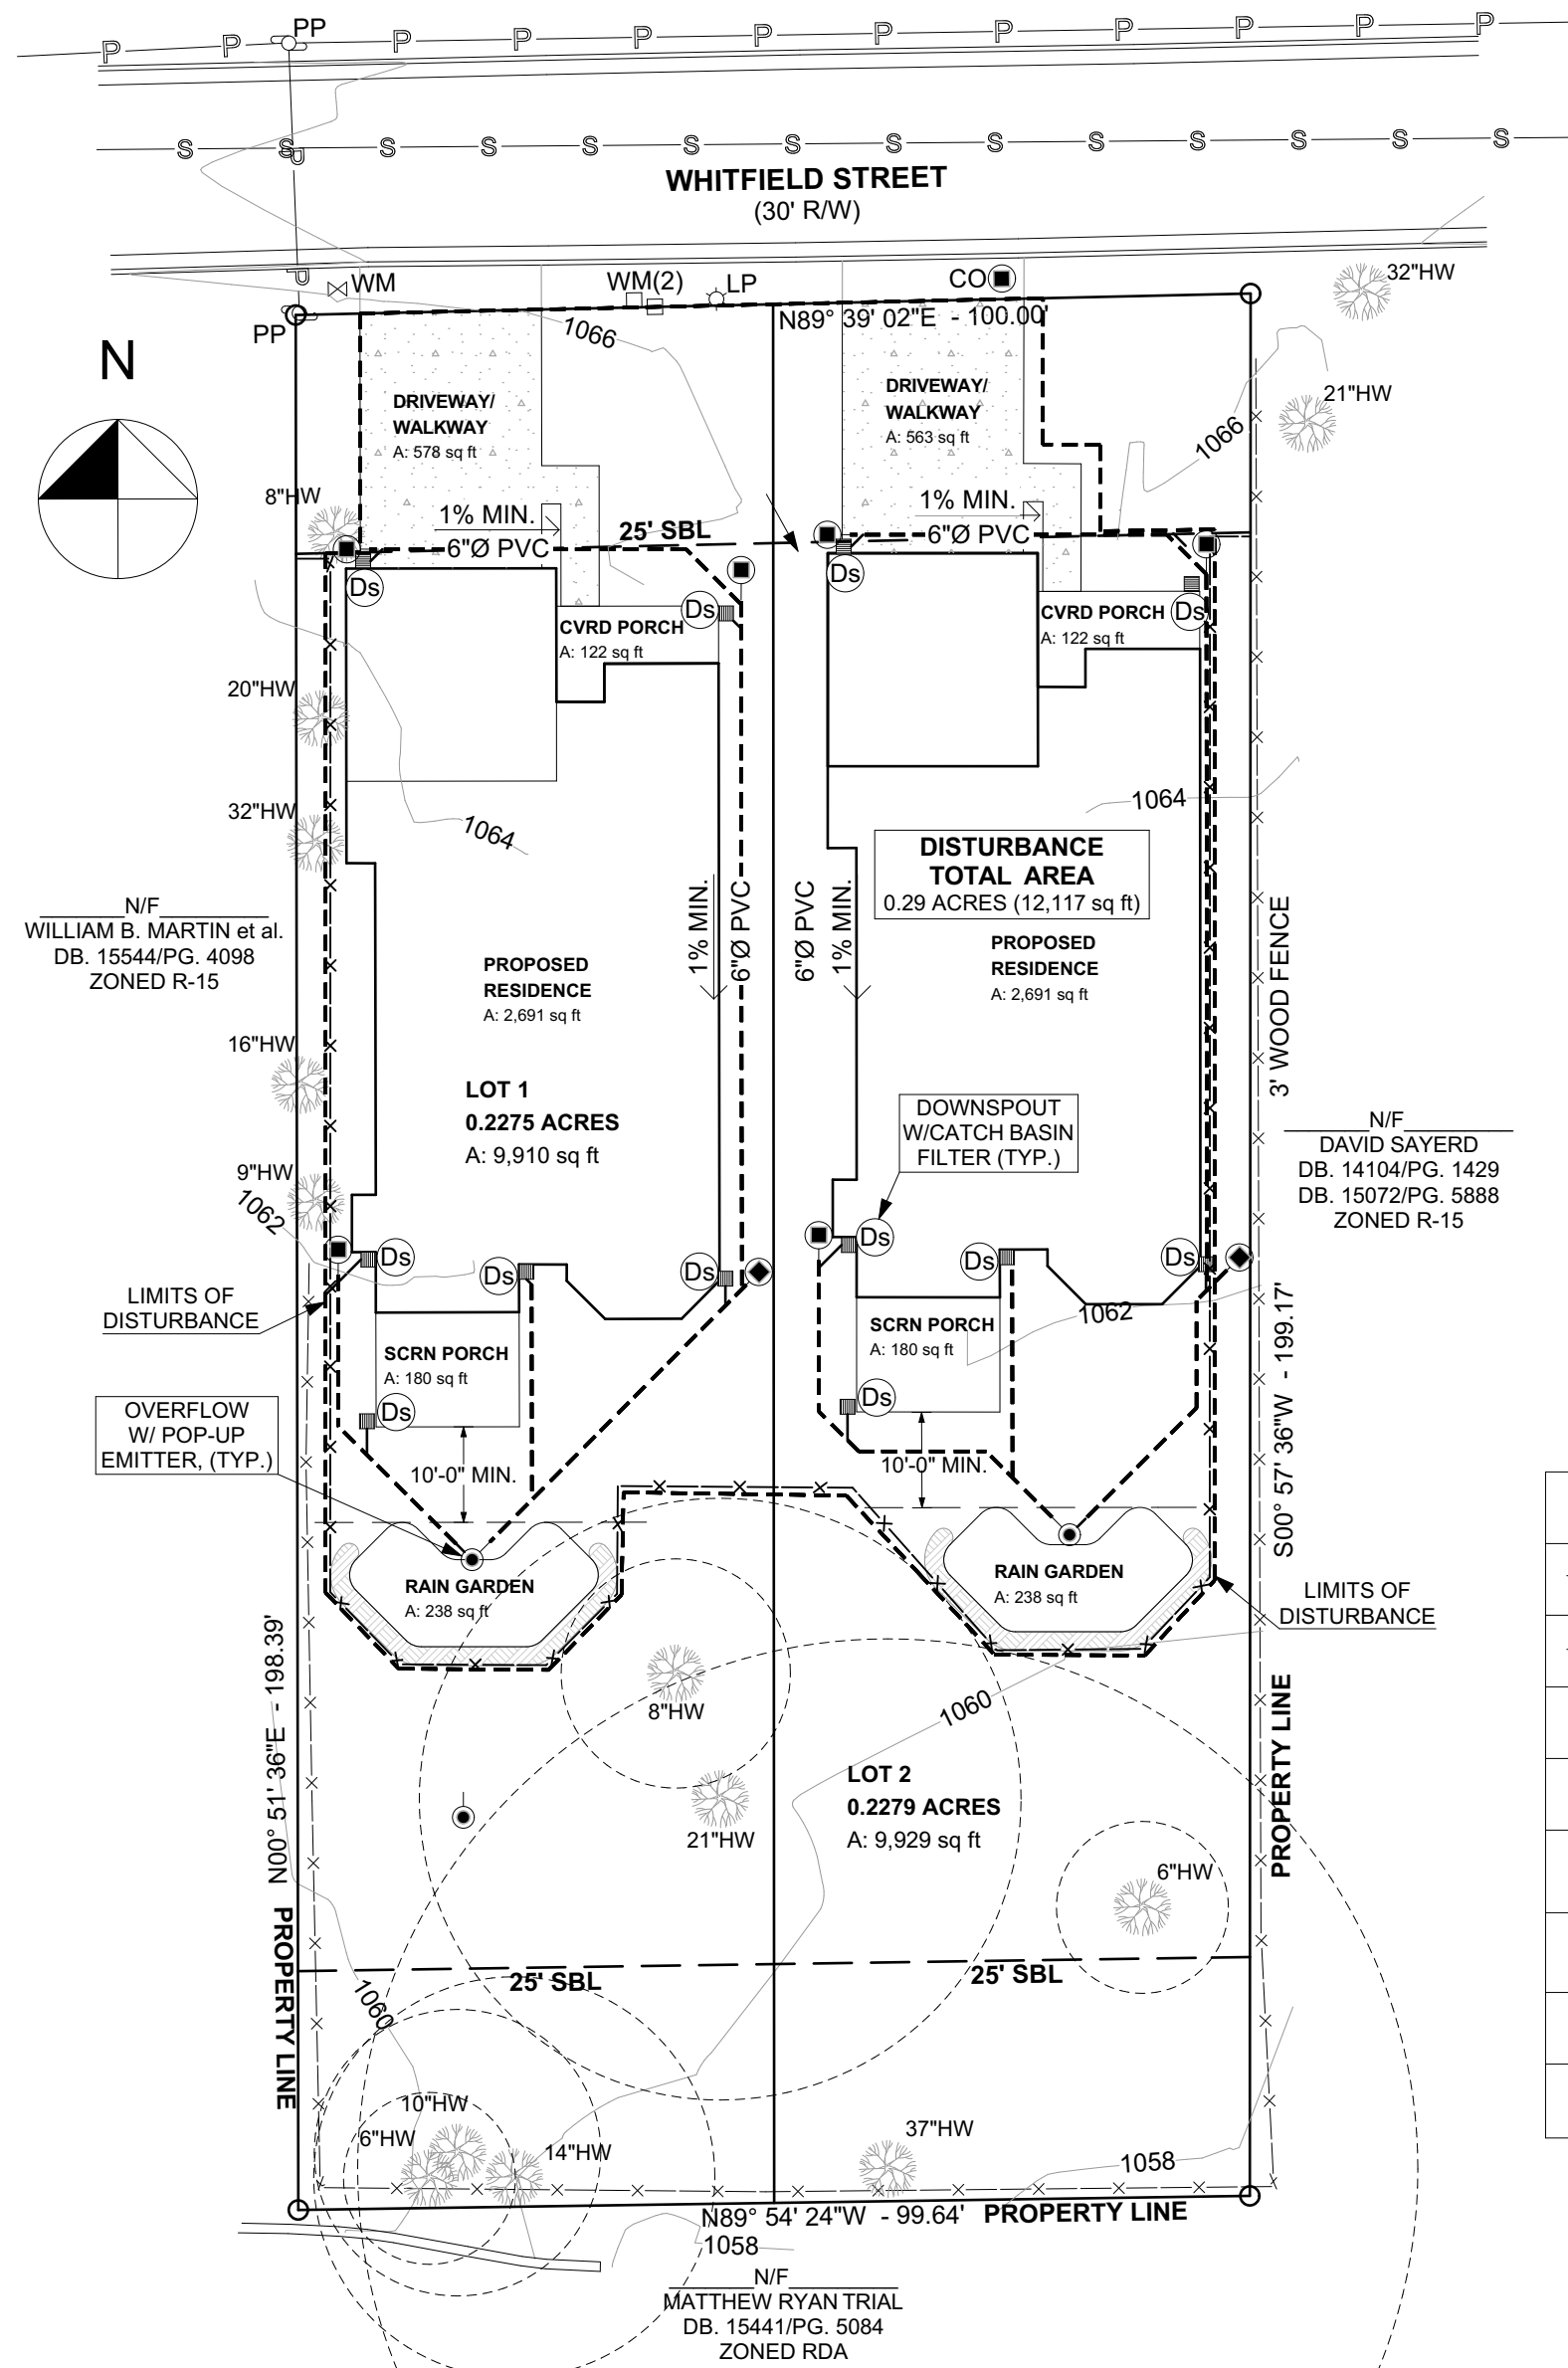 PP
P P P P P P P P P P P P
S S S S S S S S S S S S S S
P
WHITFIELD STREET
(30' R/W)
P
WM
WM(2)
LP
CO
32"HW
PP
N89° 39' 02"E - 100.00'
1066
N
DRIVEWAY/
WALKWAY
A: 578 sq ft
DRIVEWAY/
WALKWAY
A: 563 sq ft
21"HW
1066
8"HW
1% MIN.
6"Ø PVC
25' SBL
1% MIN.
6"Ø PVC
Ds
Ds
Ds
Ds
CVRD PORCH
A: 122 sq ft
CVRD PORCH
A: 122 sq ft
20"HW
32"HW
1064
1064
DISTURBANCE
TOTAL AREA
0.29 ACRES (12,117 sq ft)
1% MIN.
6"Ø PVC
6"Ø PVC
1% MIN.
3' WOOD FENCE
N/F
WILLIAM B. MARTIN et al.
DB. 15544/PG. 4098
ZONED R-15
PROPOSED
RESIDENCE
A: 2,691 sq ft
PROPOSED
RESIDENCE
A: 2,691 sq ft
16"HW
LOT 1
0.2275 ACRES
A: 9,910 sq ft
DOWNSPOUT
W/CATCH BASIN
FILTER (TYP.)
N/F
DAVID SAYERD
DB. 14104/PG. 1429
DB. 15072/PG. 5888
ZONED R-15
9"HW
1062
Ds
Ds
Ds
Ds
Ds
Ds
LIMITS OF
DISTURBANCE
1062
SCRN PORCH
A: 180 sq ft
SCRN PORCH
A: 180 sq ft
S00° 57' 36"W - 199.17'
Ds
Ds
OVERFLOW
W/ POP-UP
EMITTER, (TYP.)
10'-0" MIN.
10'-0" MIN.
RAIN GARDEN
A: 238 sq ft
RAIN GARDEN
A: 238 sq ft
LIMITS OF
DISTURBANCE
N00° 51' 36"E - 198.39'
PROPERTY LINE
8"HW
1060
PROPERTY LINE
LOT 2
0.2279 ACRES
A: 9,929 sq ft
21"HW
6"HW
25' SBL
25' SBL
1060
10"HW
6"HW
14"HW
37"HW
1058
N89° 54' 24"W - 99.64' PROPERTY LINE
1058
N/F
MATTHEW RYAN TRIAL
DB. 15441/PG. 5084
ZONED RDA